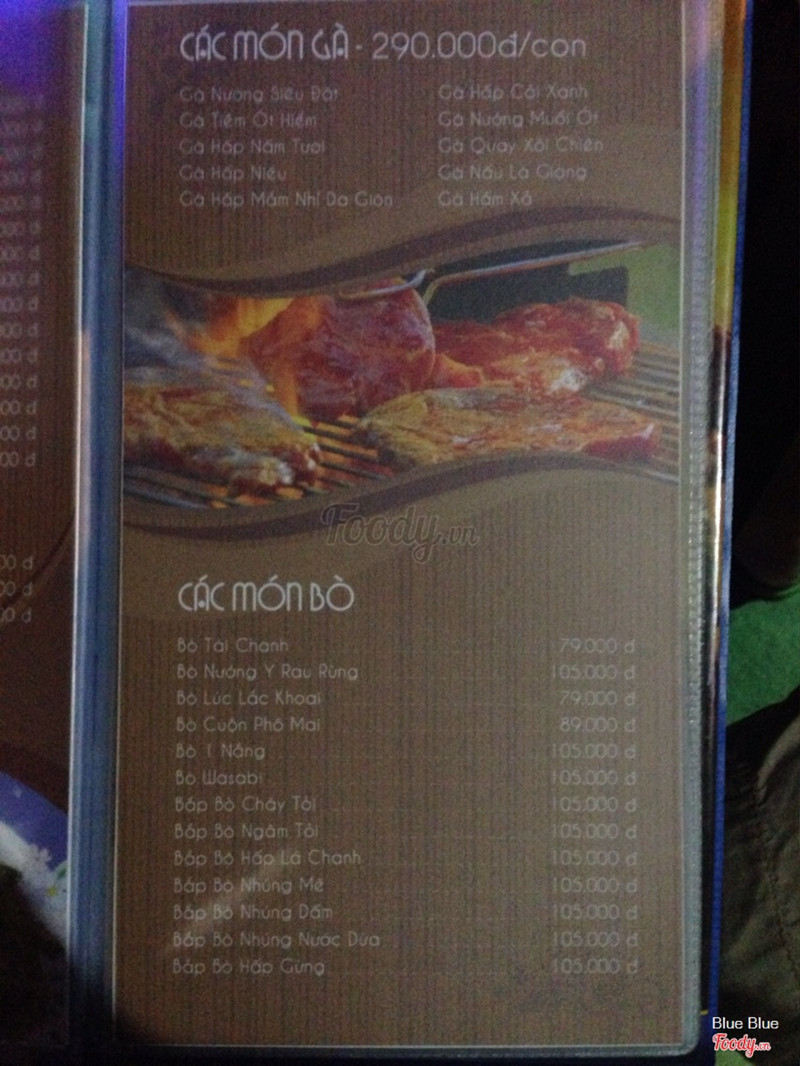 CÁC MÓN GÀ - 290.000đ/con
Gà Nướng Siêu Đất
Gà Tiềm Ớt Hiểm
Gà Hấp Nấm Tươi
Gà Hấp Niêu
Gà Hấp Mắm Nhỉ Da Giòn
Gà Hấp Cải Xanh
Gà Nướng Muối Ớt
Gà Quay Xôi Chiên
Gà Nấu Lá Giang
Gà Hầm Xả
Foody.vn
CÁC MÓN BÒ
Bò Tái Chanh 79.000 đ
Bò Nướng Y Rau Rừng 105.000 đ
Bò Lúc Lắc Khoai 79.000 đ
Bò Cuộn Phô Mai 89.000 đ
Bò 1 Nắng 105.000 đ
Bò Wasabi 105.000 đ
Bắp Bò Cháy Tỏi 105.000 đ
Bắp Bò Ngâm Tỏi 105.000 đ
Bắp Bò Hấp Lá Chanh 105.000 đ
Bắp Bò Nhúng Mẻ 105.000 đ
Bắp Bò Nhúng Dấm 105.000 đ
Bắp Bò Nhúng Nước Dừa 105.000 đ
Bắp Bò Hấp Gừng 105.000 đ
Blue Blue
Foody.vn